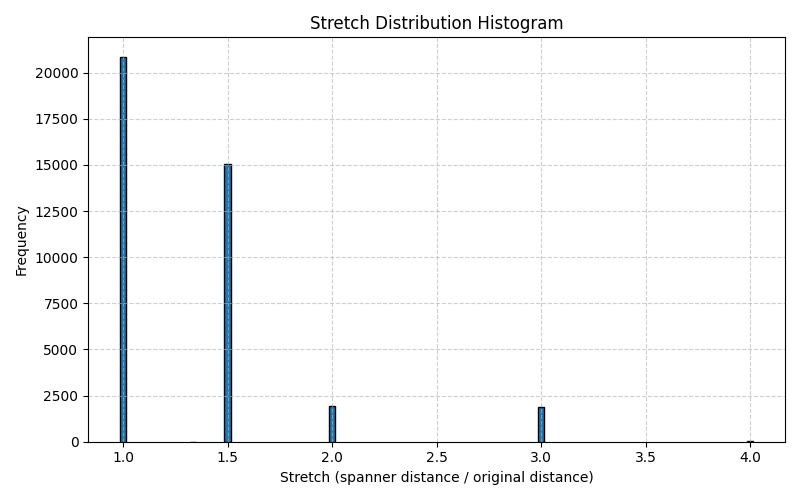 Stretch Distribution Histogram
Frequency
20000
17500
15000
12500
10000
7500
5000
2500
0
1.0 1.5 2.0 2.5 3.0 3.5 4.0
Stretch (spanner distance / original distance)